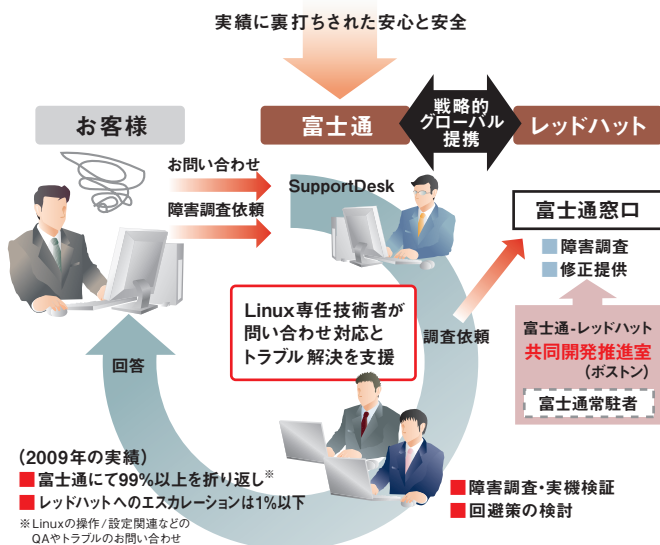 実績に裏打ちされた安心と安全
お客様
富士通
戦略的
グローバル
提携
レッドハット
お問い合わせ
障害調査依頼
SupportDesk
富士通窓口
■障害調査
■修正提供
Linux専任技術者が
問い合わせ対応と
トラブル解決を支援
調査依頼
富士通-レッドハット
共同開発推進室
(ボストン)
富士通常駐者
回答
(2009年の実績)
■富士通にて99%以上を折り返し※
■レッドハットへのエスカレーションは1%以下
※Linuxの操作/設定関連などの
QAやトラブルのお問い合わせ
■障害調査・実機検証
■回避策の検討